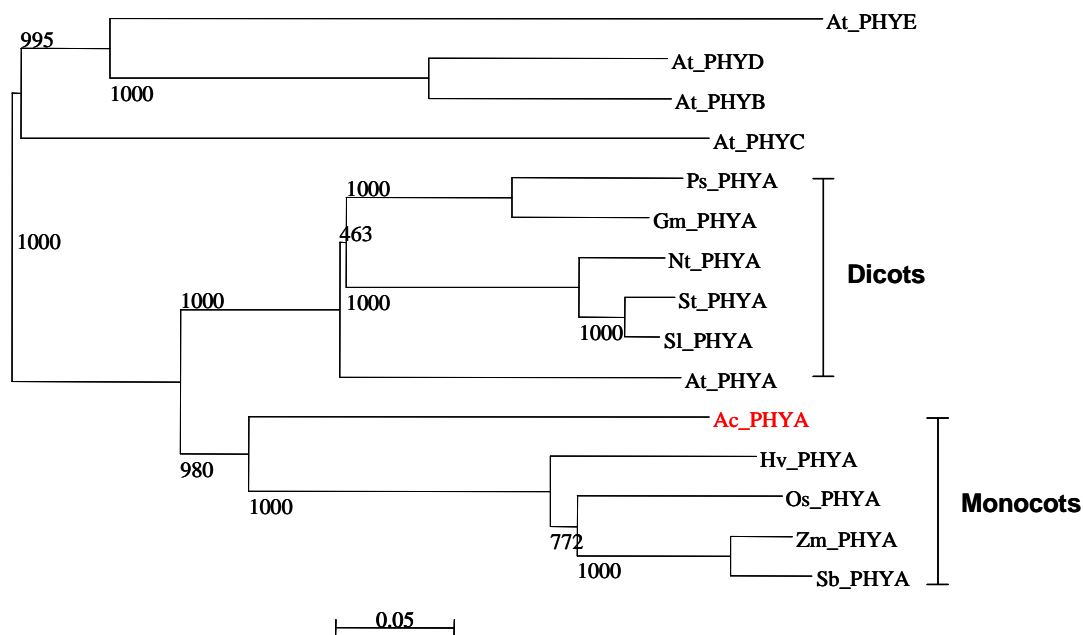 At_PHYE
995
At_PHYD
1000
At_PHYB
At_PHYC
Ps_PHYA
1000
Gm_PHYA
463
1000
Nt_PHYA
Dicots
1000
1000
St_PHYA
1000
Sl_PHYA
At_PHYA
Ac_PHYA
Hv_PHYA
980
Os_PHYA
1000
Monocots
772
Zm_PHYA
1000
Sb_PHYA
0.05